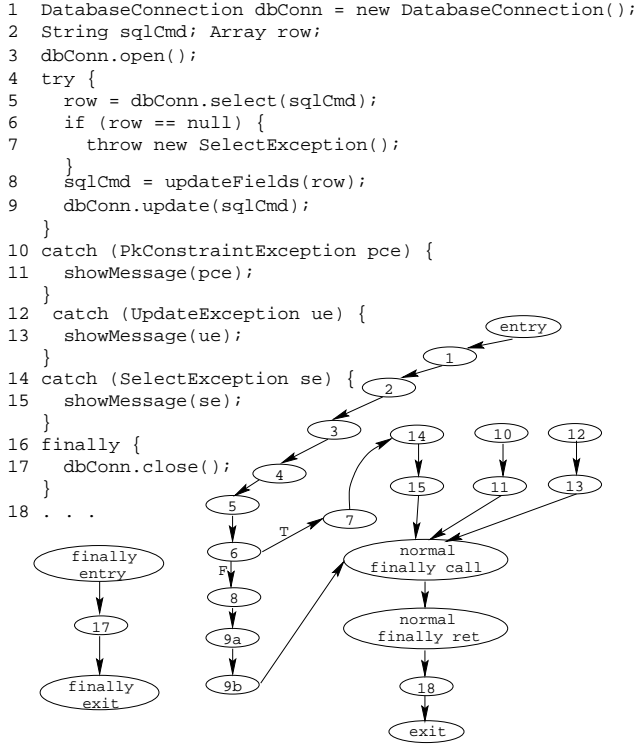 1 DatabaseConnection dbConn = new DatabaseConnection();
2 String sqlCmd; Array row;
3 dbConn.open();
4 try {
5 row = dbConn.select(sqlCmd);
6 if (row == null) {
7 throw new SelectException();
}
8 sqlCmd = updateFields(row);
9 dbConn.update(sqlCmd);
}
10 catch (PkConstraintException pce) {
11 showMessage(pce);
}
12 catch (UpdateException ue) {
13 showMessage(ue);
}
14 catch (SelectException se) {
15 showMessage(se);
}
16 finally {
17 dbConn.close();
}
18 . . .
entry
1
2
3
4
5
6
T
F
7
8
9a
9b
14
10
12
15
11
13
normal
finally call
normal
finally ret
18
exit
finally
entry
17
finally
exit